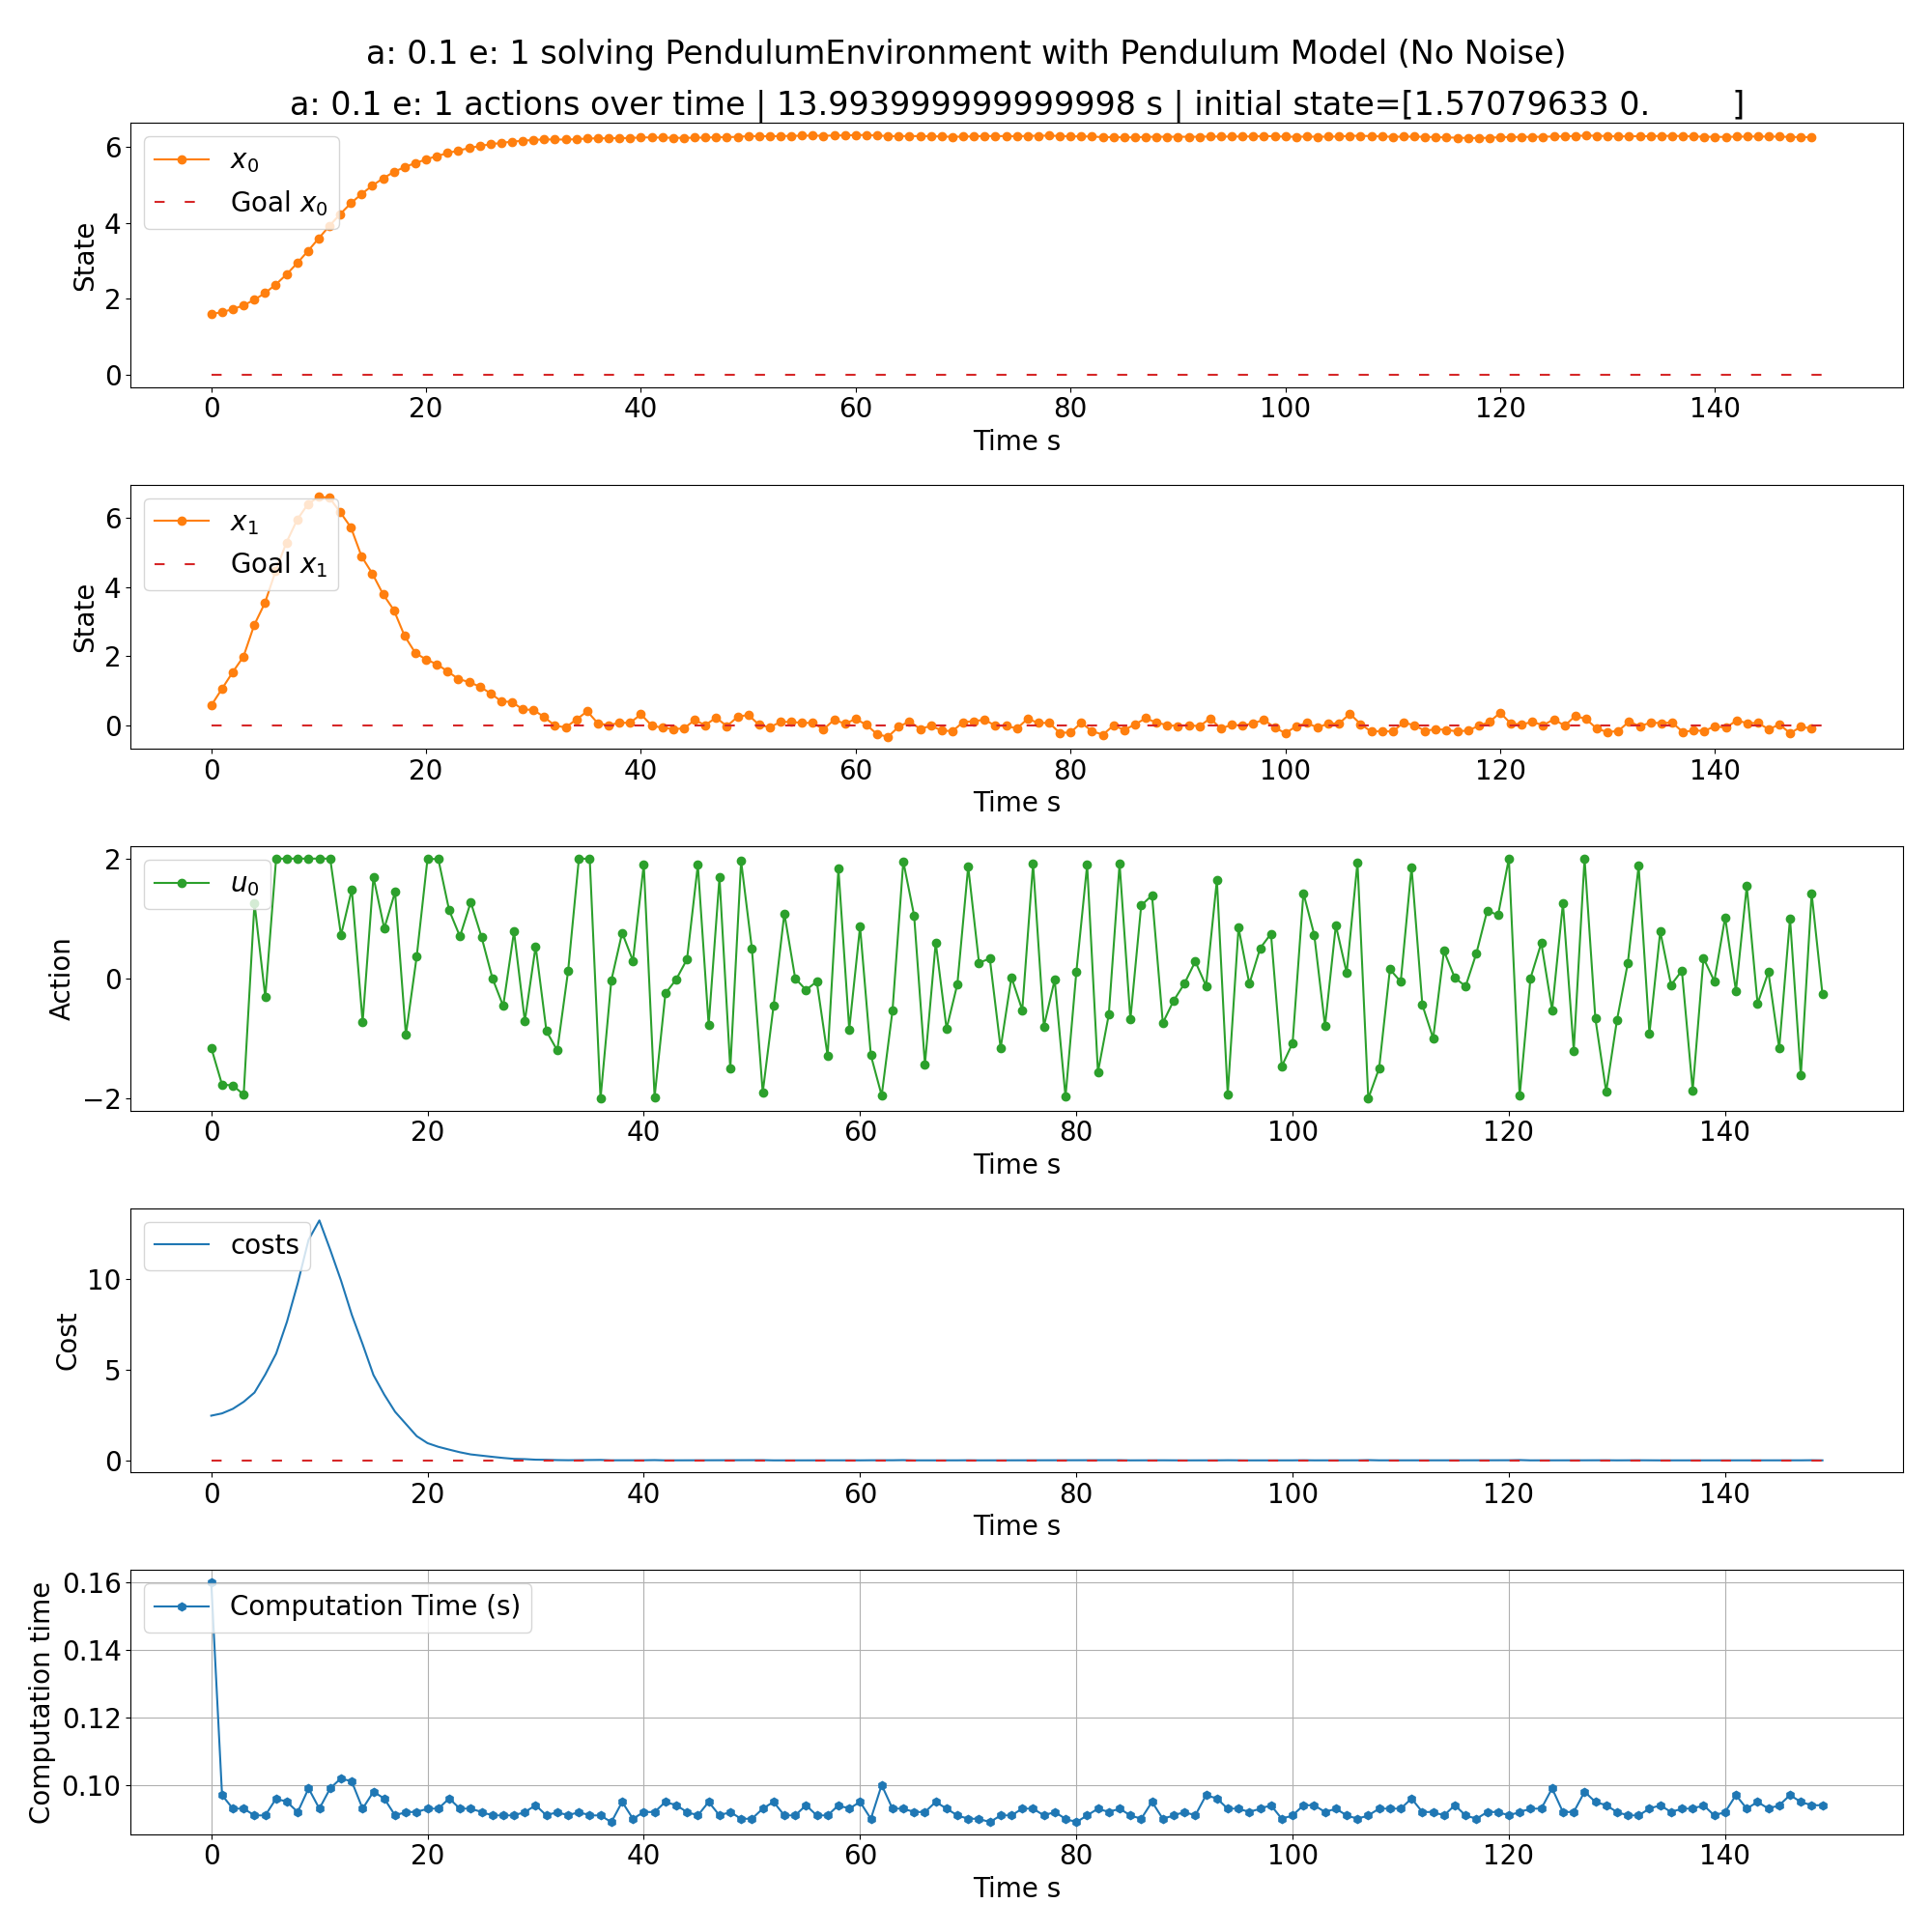 a: 0.1 e: 1 solving PendulumEnvironment with Pendulum Model (No Noise)
a: 0.1 e: 1 actions over time | 13.993999999999998 s | initial state=[1.57079633 0. ]
6
4
2
0
State
x0
Goal x0
0 20 40 60 80 100 120 140
Time s
6
4
2
0
State
x1
Goal x1
0 20 40 60 80 100 120 140
Time s
2
0
−2
Action
u0
0 20 40 60 80 100 120 140
Time s
10
5
0
Cost
costs
0 20 40 60 80 100 120 140
Time s
0.16
0.14
0.12
0.10
Computation time
Computation Time (s)
0 20 40 60 80 100 120 140
Time s